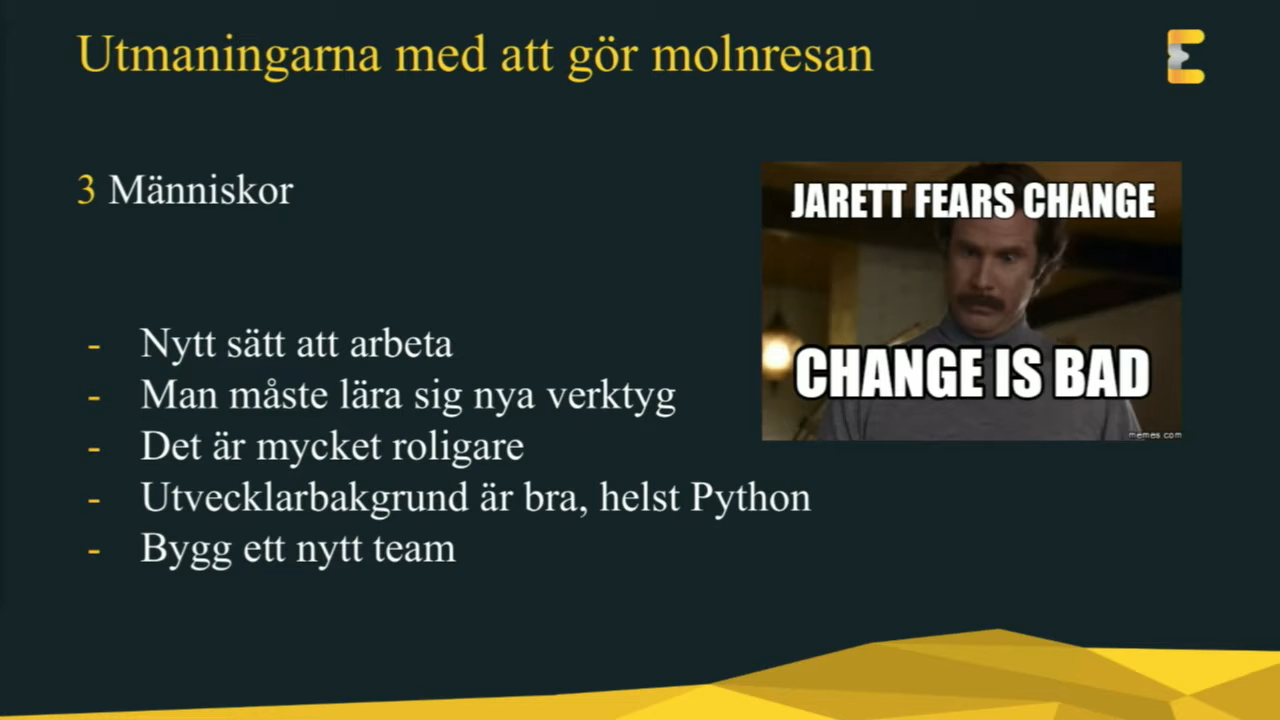 Utmaningarna med att gör molnresan
3 Människor
JARETT FEARS CHANGE
CHANGE IS BAD
memes com
- Nytt sätt att arbeta
- Man måste lära sig nya verktyg
- Det är mycket roligare
- Utvecklarbakgrund är bra, helst Python
- Bygg ett nytt team